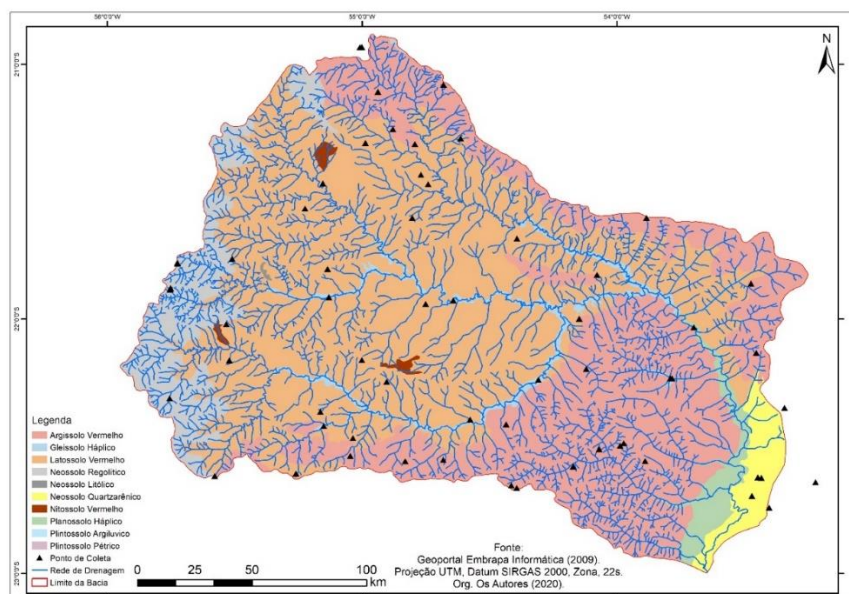 56°0'0"S
55°0'0"W
54°0'0"W
N
21°0'0"S
22°0'0"S
23°0'0"S
Legenda
Argissolo Vermelho
Gleissolo Háplico
Latossolo Vermelho
Neossolo Regolítico
Neossolo Litólico
Neossolo Quartzarênico
Nitossolo Vermelho
Planossolo Háplico
Plintossolo Argiluvico
Plintossolo Pétrico
Ponto de Coleta
Rede de Drenagem
Limite da Bacia
0 50 100
km
Fonte:
Geoportal Embrapa Informática (2009).
Projeção UTM, Datum SIRGAS 2000, Zona, 22s.
Org. Os Autores (2020).